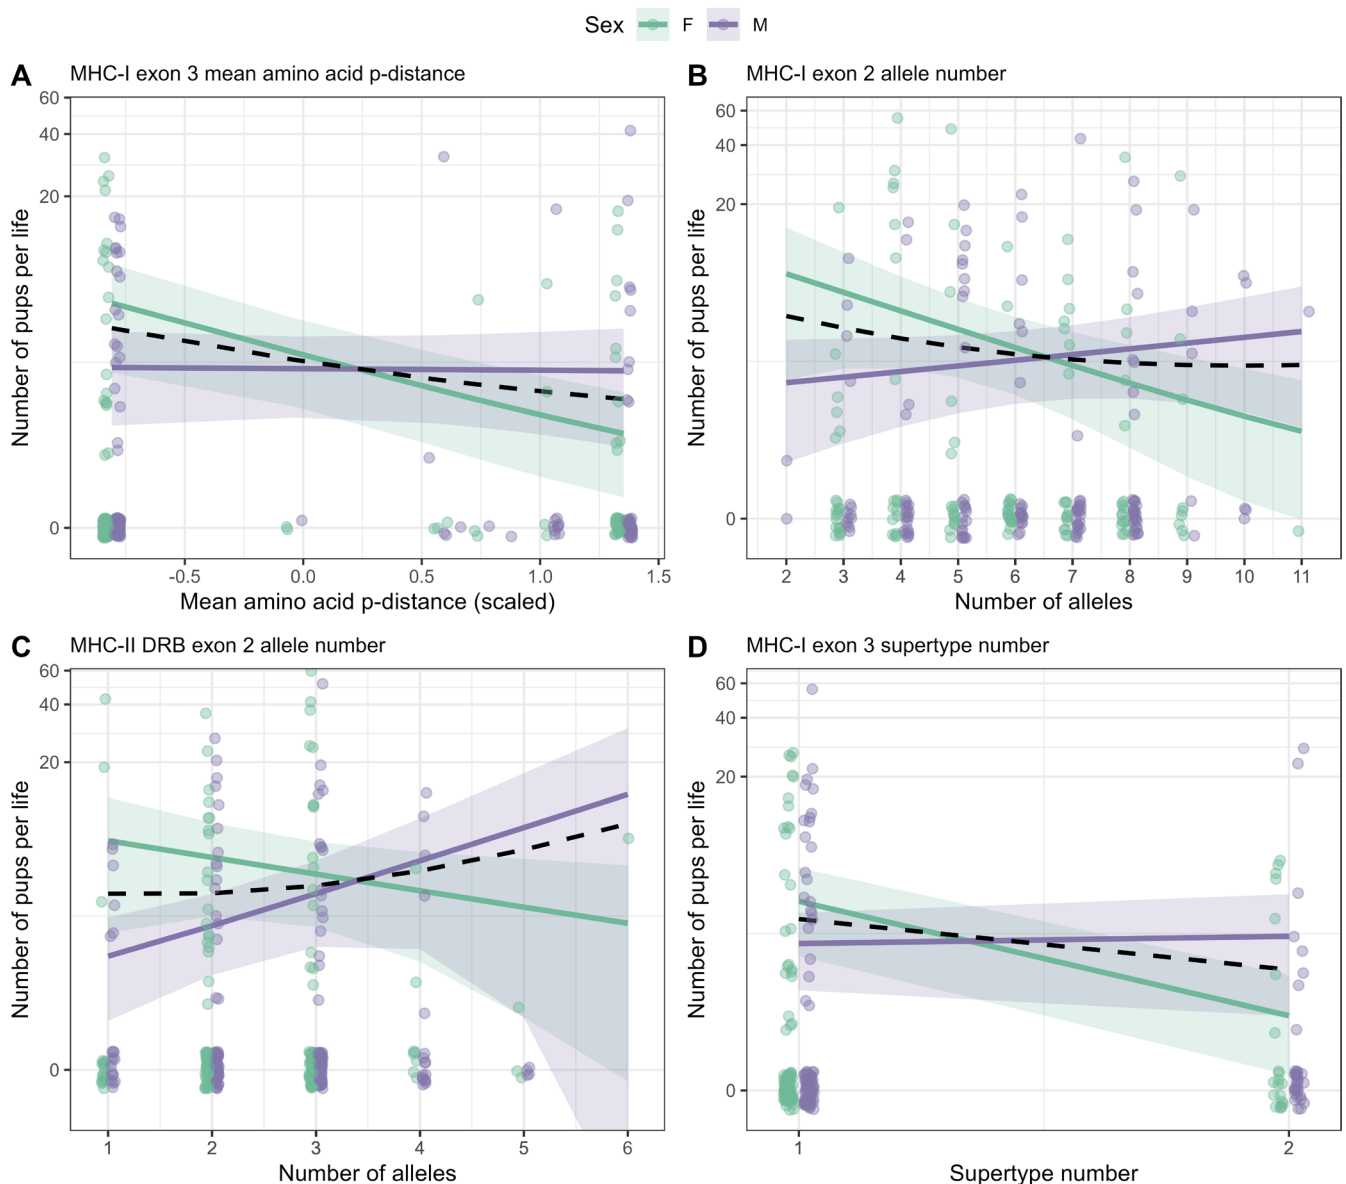 Sex F M
A MHC-I exon 3 mean amino acid p-distance
60
40
20
0
Number of pups per life
-0.5 0.0 0.5 1.0 1.5
Mean amino acid p-distance (scaled)
B MHC-I exon 2 allele number
60
40
20
0
Number of pups per life
2 3 4 5 6 7 8 9 10 11
Number of alleles
C MHC-II DRB exon 2 allele number
60
40
20
0
Number of pups per life
1 2 3 4 5 6
Number of alleles
D MHC-I exon 3 supertype number
60
40
20
0
Number of pups per life
1 2
Supertype number